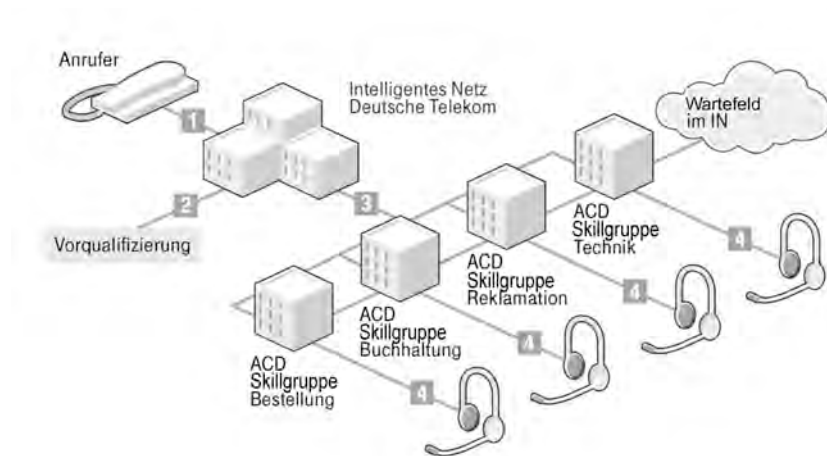 Anrufer
Intelligentes Netz
Deutsche Telekom
Wartefeld
im IN
1
2
3
Vorqualifizierung
ACD
Skillgruppe
Technik
4
ACD
Skillgruppe
Reklamation
4
ACD
Skillgruppe
Buchhaltung
4
ACD
Skillgruppe
Bestellung
4